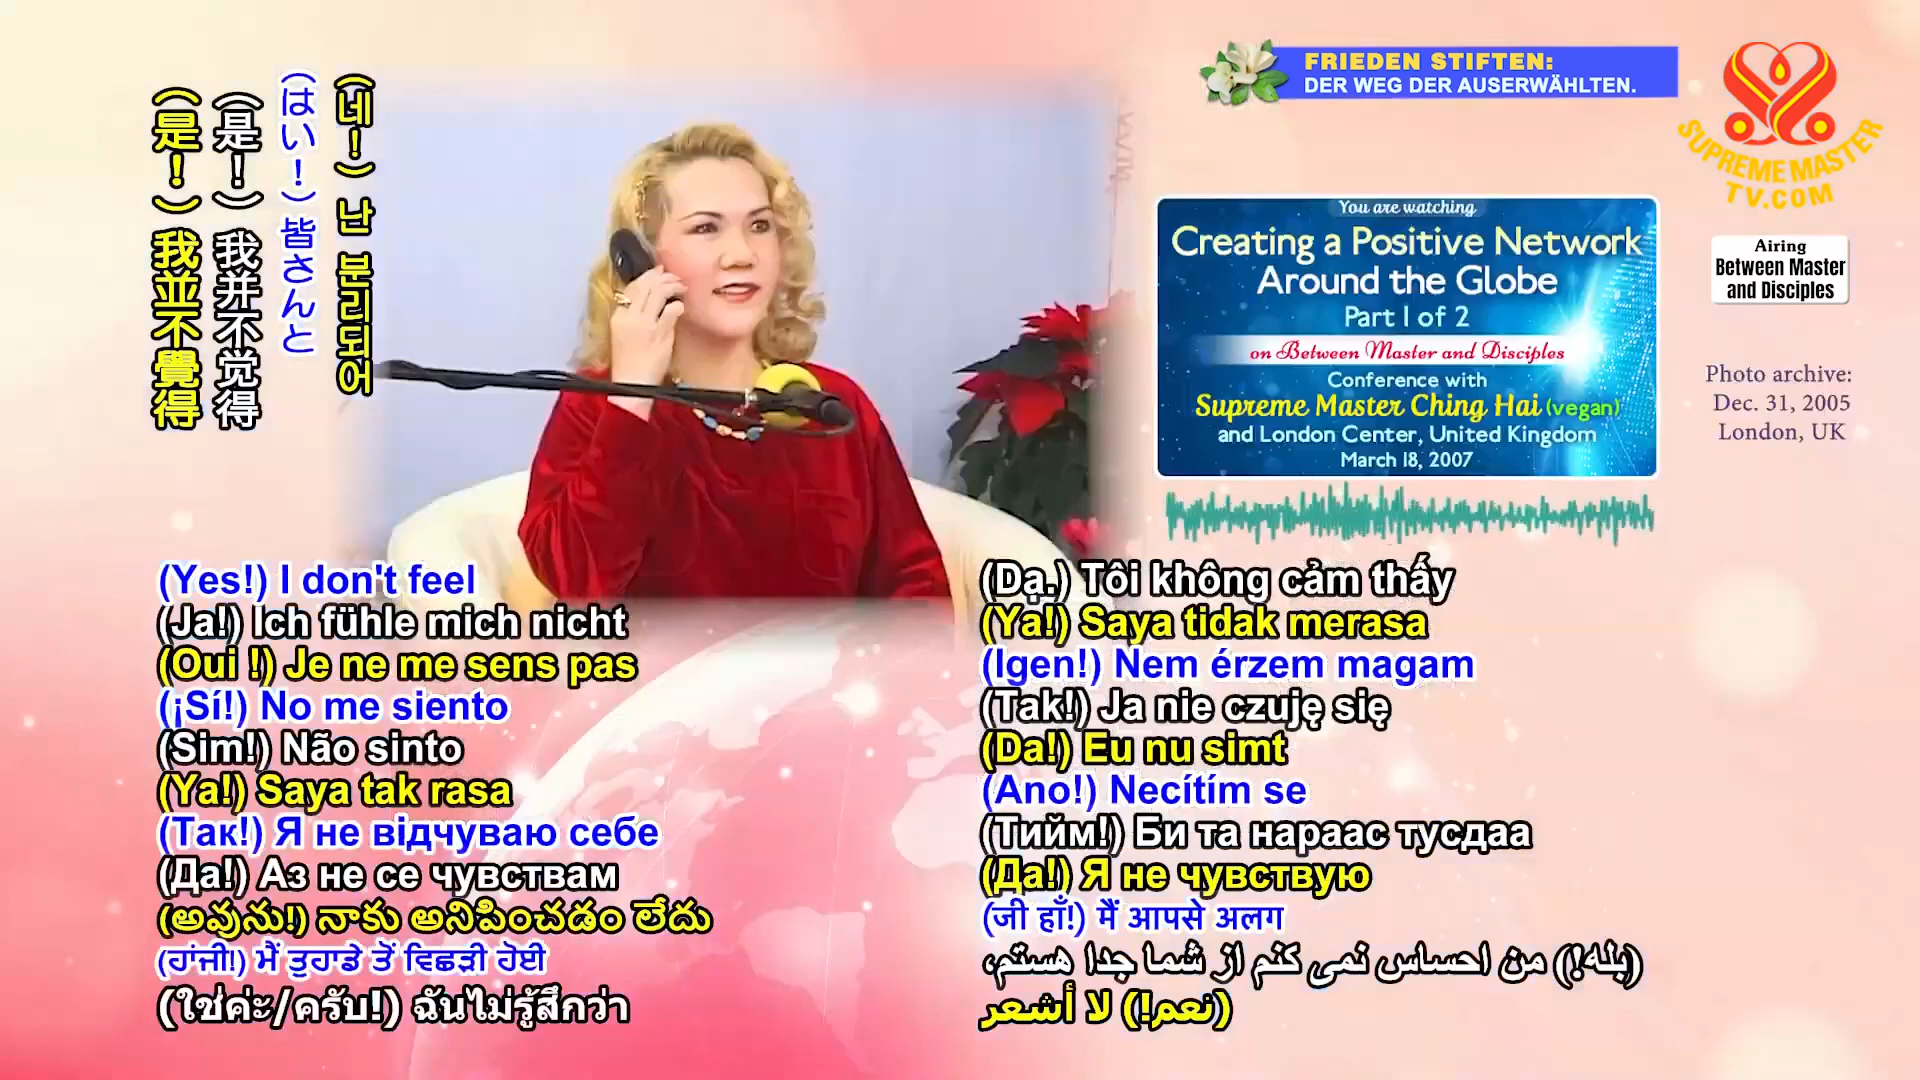 (네!) 난 분리되어
(はい!) 皆さんと
(是!) 我并不觉得
(是!) 我並不覺得
FRIEDEN STIFTEN:
DER WEG DER AUSERWÄHLTEN.
SUPREME MASTER
TV.COM
You are watching
Creating a Positive Network
Around the Globe
Part 1 of 2
on Between Master and Disciples
Conference with
Supreme Master Ching Hai (vegan)
and London Center, United Kingdom
March 18, 2007
Airing
Between Master
and Disciples
Photo archive:
Dec. 31, 2005
London, UK
(Yes!) I don't feel
(Ja!) Ich fühle mich nicht
(Oui !) Je ne me sens pas
(¡Sí!) No me siento
(Sim!) Não sinto
(Ya!) Saya tak rasa
(Так!) Я не відчуваю себе
(Да!) Аз не се чувствам
(అవును!) నాకు అనిపించడం లేదు
(ਹਾਂਜੀ!) ਮੈਂ ਤੁਹਾਡੇ ਤੋਂ ਵਿਛੜੀ ਹੋਈ
(ใช่ค่ะ/ครับ!) ฉันไม่รู้สึกว่า
(Dạ.) Tôi không cảm thấy
(Ya!) Saya tidak merasa
(Igen!) Nem érzem magam
(Tak!) Ja nie czuję się
(Da!) Eu nu simt
(Ano!) Necítím se
(Тийм!) Би та нараас тусдаа
(Да!) Я не чувствую
(जी हाँ!) मैं आपसे अलग
(بله!) من احساس نمی کنم از شما جدا هستم،
(نعم!) لا أشعر